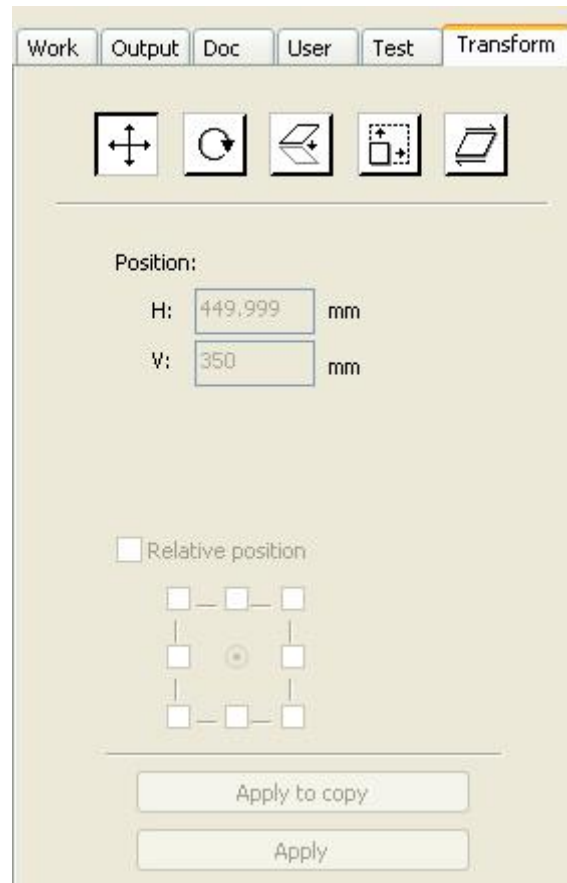 Work Output Doc User Test Transform
Position:
H: 449.999 mm
V: 350 mm
Relative position
Apply to copy
Apply